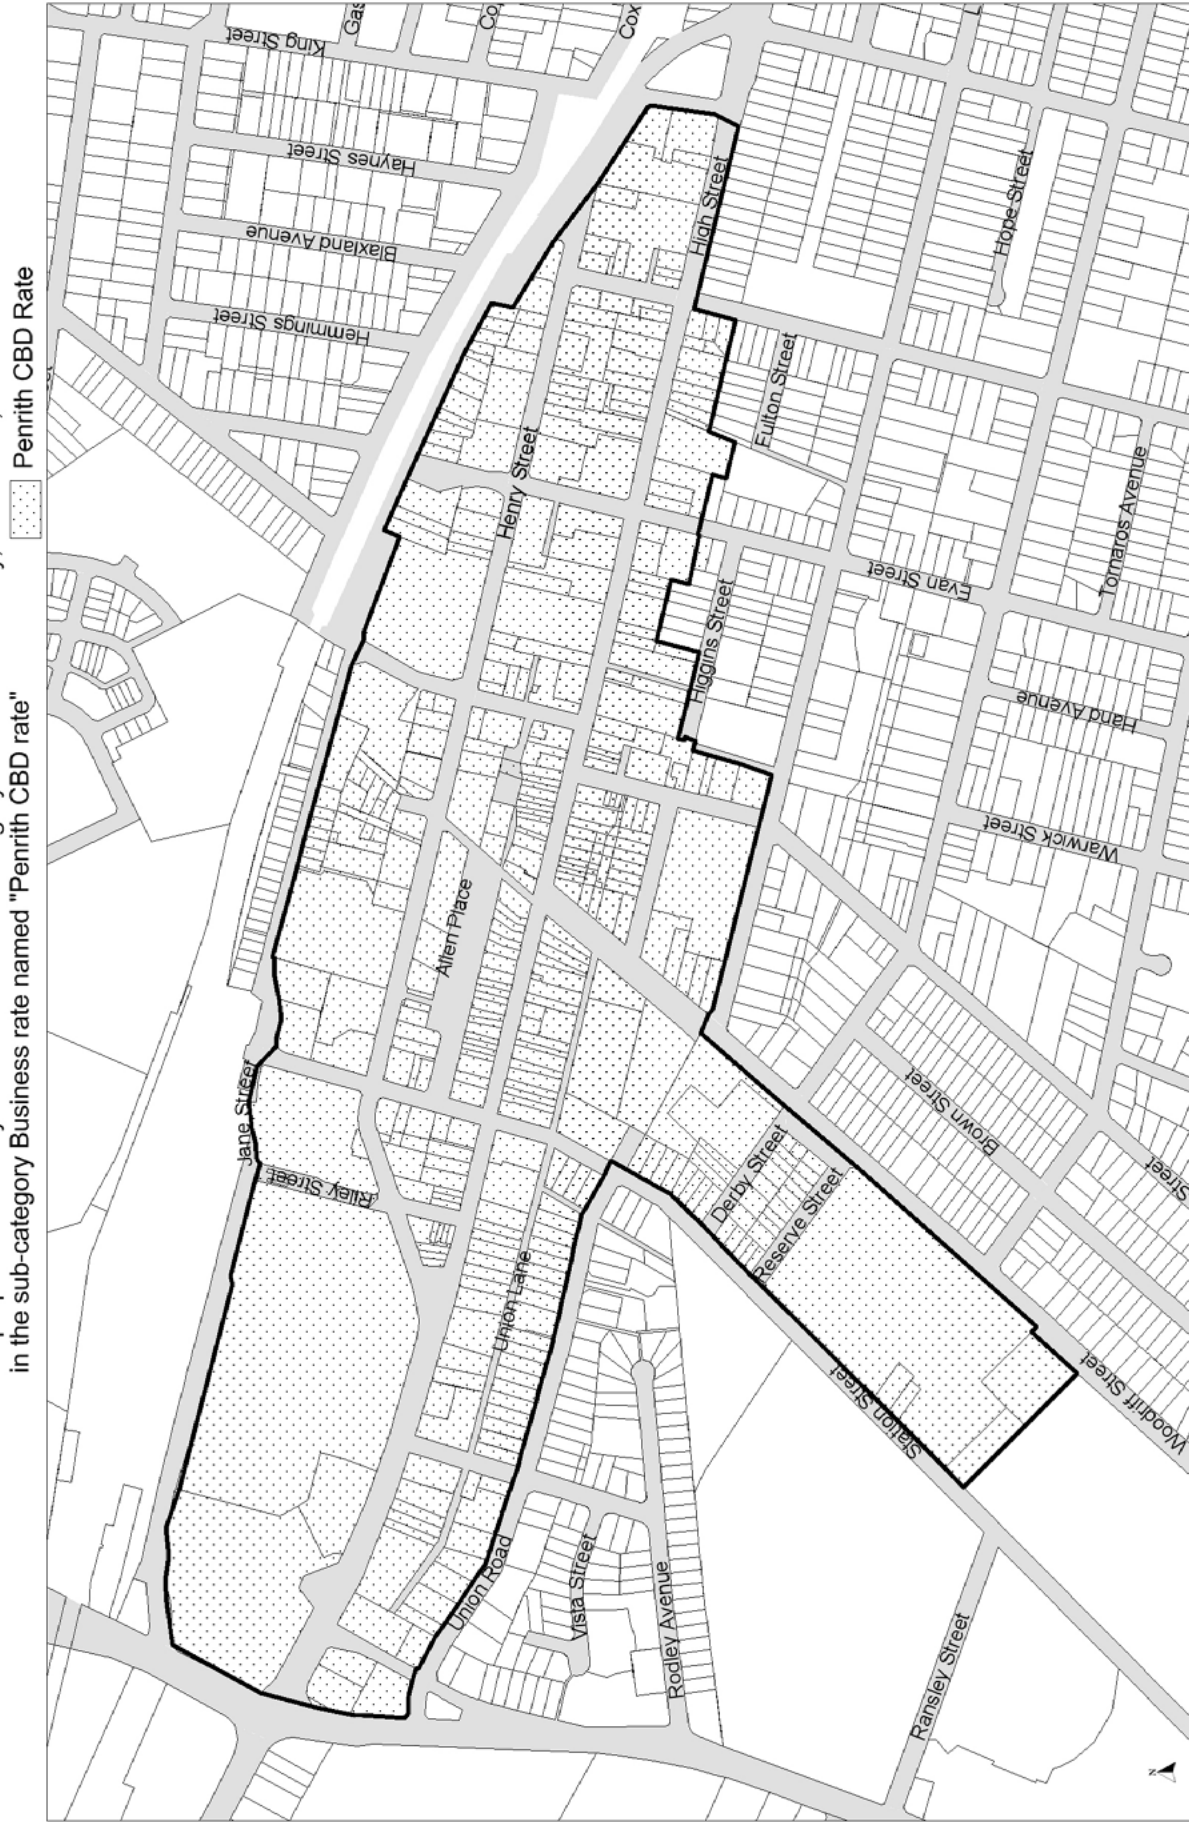 in the sub-category Business rate named "Penrith CBD rate"
Penrith CBD Rate
King Street
Haynes Street
Blaxland Avenue
Hemmings Street
High Street
Hope Street
Henry Street
Fulton Street
Evan Street
Tornaros Avenue
Higgins Street
Hand Avenue
Warwick Street
Allen Place
Jane Street
Riley Street
Brown Street
Street
Derby Street
Reserve Street
Union Lane
Station Street
Woodriff Street
Union Road
Vista Street
Rodley Avenue
Ransley Street
N